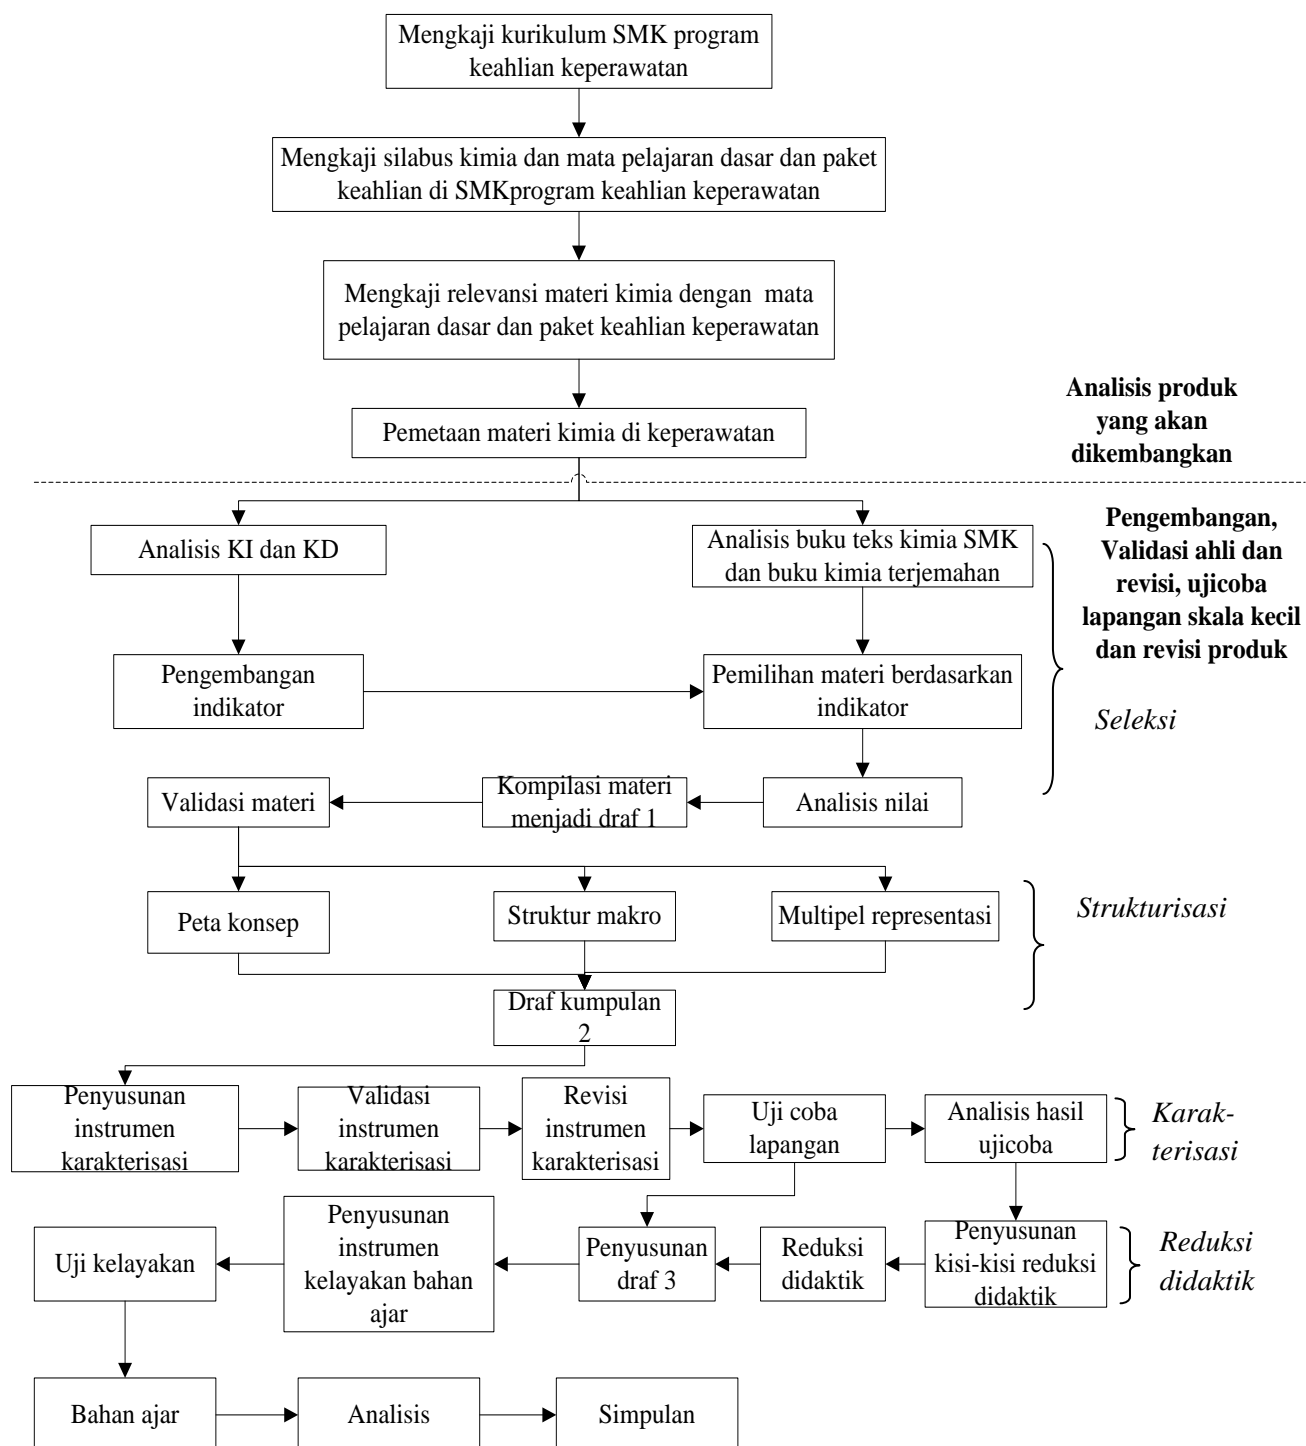 Mengkaji kurikulum SMK program
keahlian keperawatan
Mengkaji silabus kimia dan mata pelajaran dasar dan paket
keahlian di SMKprogram keahlian keperawatan
Mengkaji relevansi materi kimia dengan  mata
pelajaran dasar dan paket keahlian keperawatan
Pemetaan materi kimia di keperawatan
Analisis produk
yang akan
dikembangkan
Analisis KI dan KD
Analisis buku teks kimia SMK
dan buku kimia terjemahan
Pengembangan,
Validasi ahli dan
revisi, ujicoba
lapangan skala kecil
dan revisi produk
Pengembangan
indikator
Pemilihan materi berdasarkan
indikator
Seleksi
Validasi materi
Kompilasi materi
menjadi draf 1
Analisis nilai
Peta konsep
Struktur makro
Multipel representasi
Strukturisasi
Draf kumpulan
2
Penyusunan
instrumen
karakterisasi
Validasi
instrumen
karakterisasi
Revisi
instrumen
karakterisasi
Uji coba
lapangan
Analisis hasil
ujicoba
Karak-
terisasi
Uji kelayakan
Penyusunan
instrumen
kelayakan bahan
ajar
Penyusunan
draf 3
Reduksi
didaktik
Penyusunan
kisi-kisi reduksi
didaktik
Reduksi
didaktik
Bahan ajar
Analisis
Simpulan